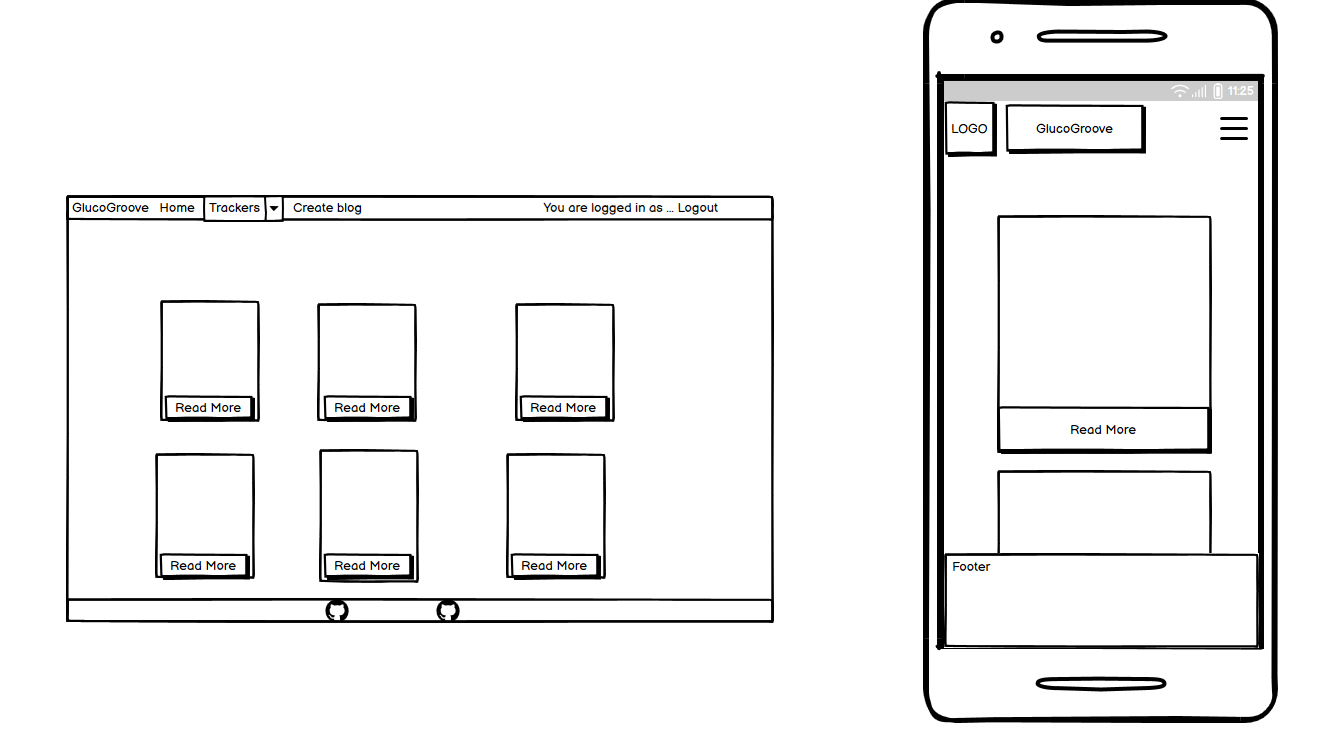 GlucoGroove Home Trackers Create blog You are logged in as ... Logout
Read More Read More Read More
Read More Read More Read More
11:25
LOGO GlucoGroove
Read More
Footer